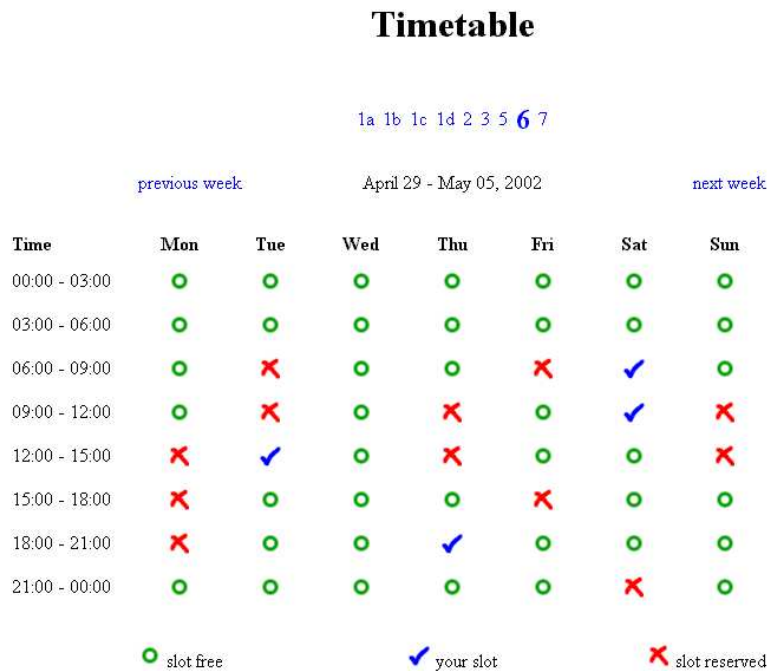 Timetable
1a 1b 1c 1d 2 3 5 6 7
previous week April 29 - May 05, 2002 next week
Time Mon Tue Wed Thu Fri Sat Sun
00:00 - 03:00
03:00 - 06:00
06:00 - 09:00
09:00 - 12:00
12:00 - 15:00
15:00 - 18:00
18:00 - 21:00
21:00 - 00:00
slot free your slot slot reserved